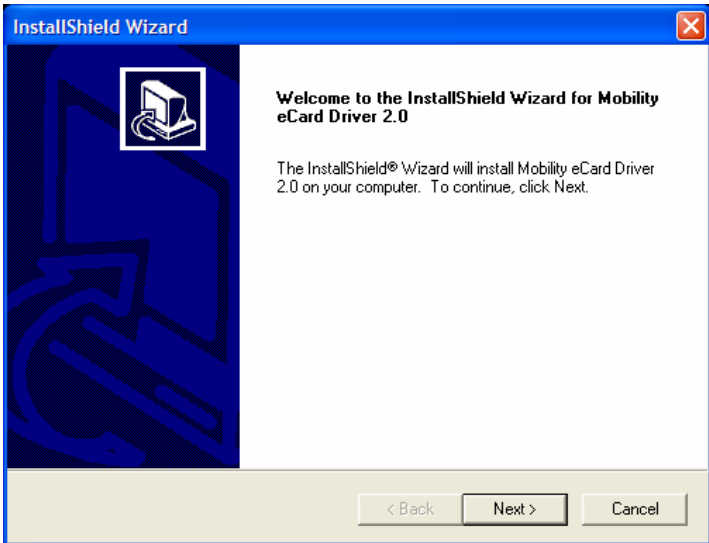 InstallShield Wizard
Welcome to the InstallShield Wizard for Mobility
eCard Driver 2.0
The InstallShield® Wizard will install Mobility eCard Driver
2.0 on your computer.  To continue, click Next.
< Back
Next >
Cancel